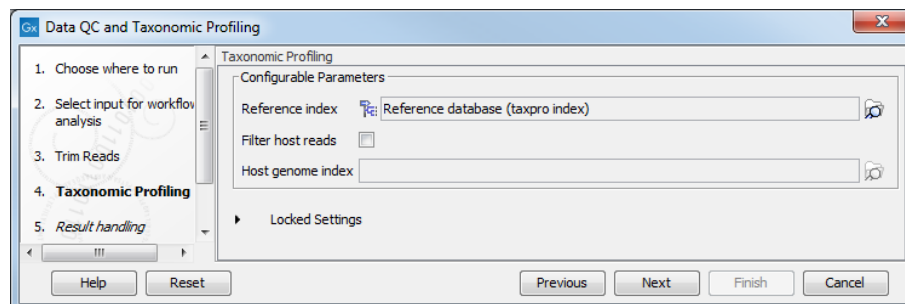 Gx Data QC and Taxonomic Profiling
1. Choose where to run
2. Select input for workflow
analysis
3. Trim Reads
4. Taxonomic Profiling
5. Result handling
Taxonomic Profiling
Configurable Parameters
Reference index Reference database (taxpro index)
Filter host reads
Host genome index
Locked Settings
Help Reset Previous Next Finish Cancel